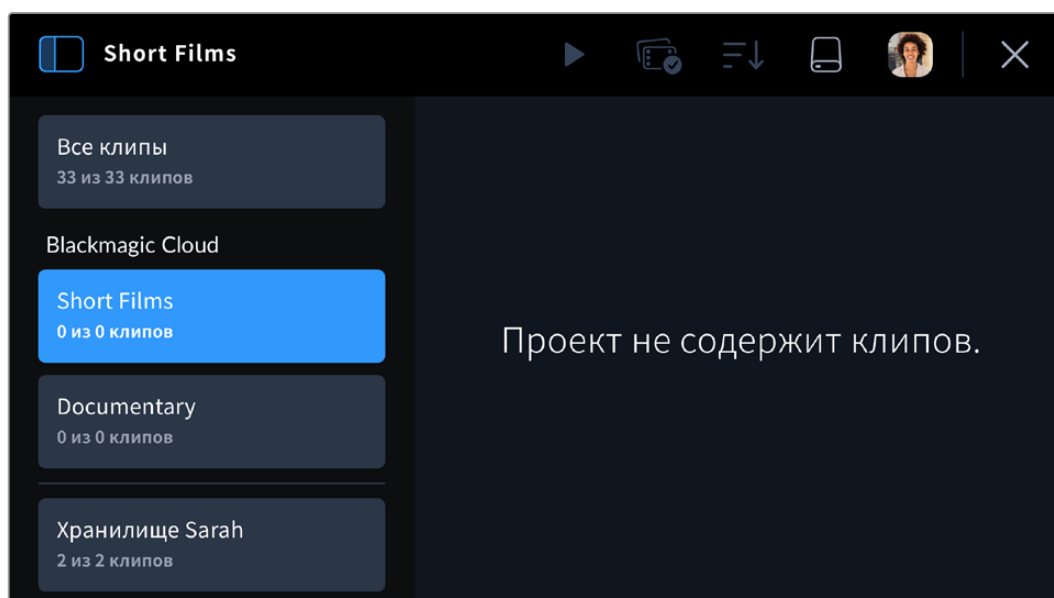 Short Films
Все клипы
33 из 33 клипов
Blackmagic Cloud
Short Films
0 из 0 клипов
Documentary
0 из 0 клипов
Хранилище Sarah
2 из 2 клипов
Проект не содержит клипов.